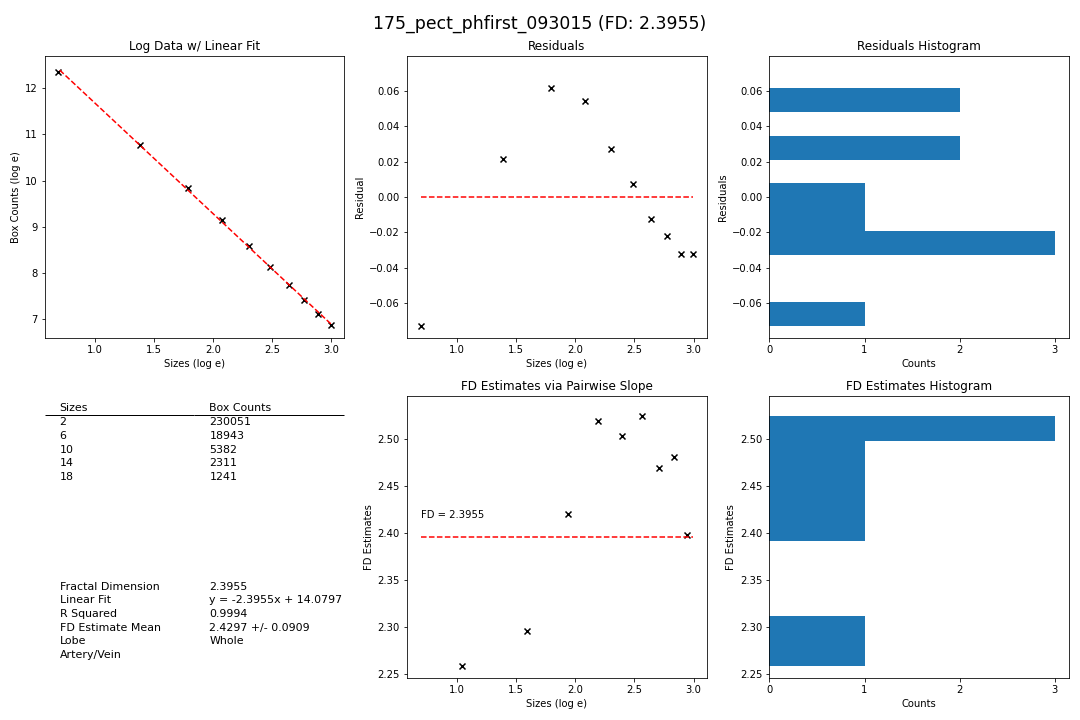 175_pect_phfirst_093015 (FD: 2.3955)
Log Data w/ Linear Fit
Box Counts (log e)
12
11
10
9
8
7
1.0 1.5 2.0 2.5 3.0
Sizes (log e)
Residuals
Residual
0.06
0.04
0.02
0.00
−0.02
−0.04
−0.06
1.0 1.5 2.0 2.5 3.0
Sizes (log e)
Residuals Histogram
Residuals
0.06
0.04
0.02
0.00
−0.02
−0.04
−0.06
0 1 2 3
Counts
Sizes Box Counts
2 230051
6 18943
10 5382
14 2311
18 1241
Fractal Dimension 2.3955
Linear Fit y = -2.3955x + 14.0797
R Squared 0.9994
FD Estimate Mean 2.4297 +/- 0.0909
Lobe Whole
Artery/Vein
FD Estimates via Pairwise Slope
FD Estimates
2.50
2.45
2.40
2.35
2.30
2.25
FD = 2.3955
1.0 1.5 2.0 2.5 3.0
Sizes (log e)
FD Estimates Histogram
FD Estimates
2.50
2.45
2.40
2.35
2.30
2.25
0 1 2 3
Counts